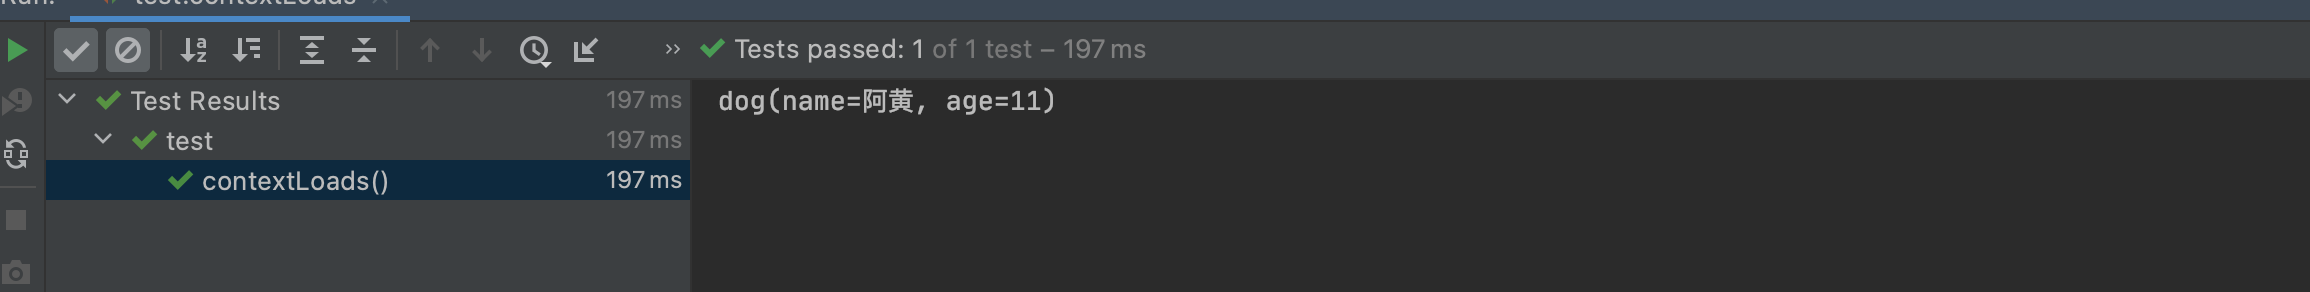 Run:
test.contextLoads ×
Tests passed: 1 of 1 test – 197 ms
Test Results 197 ms
test 197 ms
contextLoads() 197 ms
dog(name=阿黄, age=11)